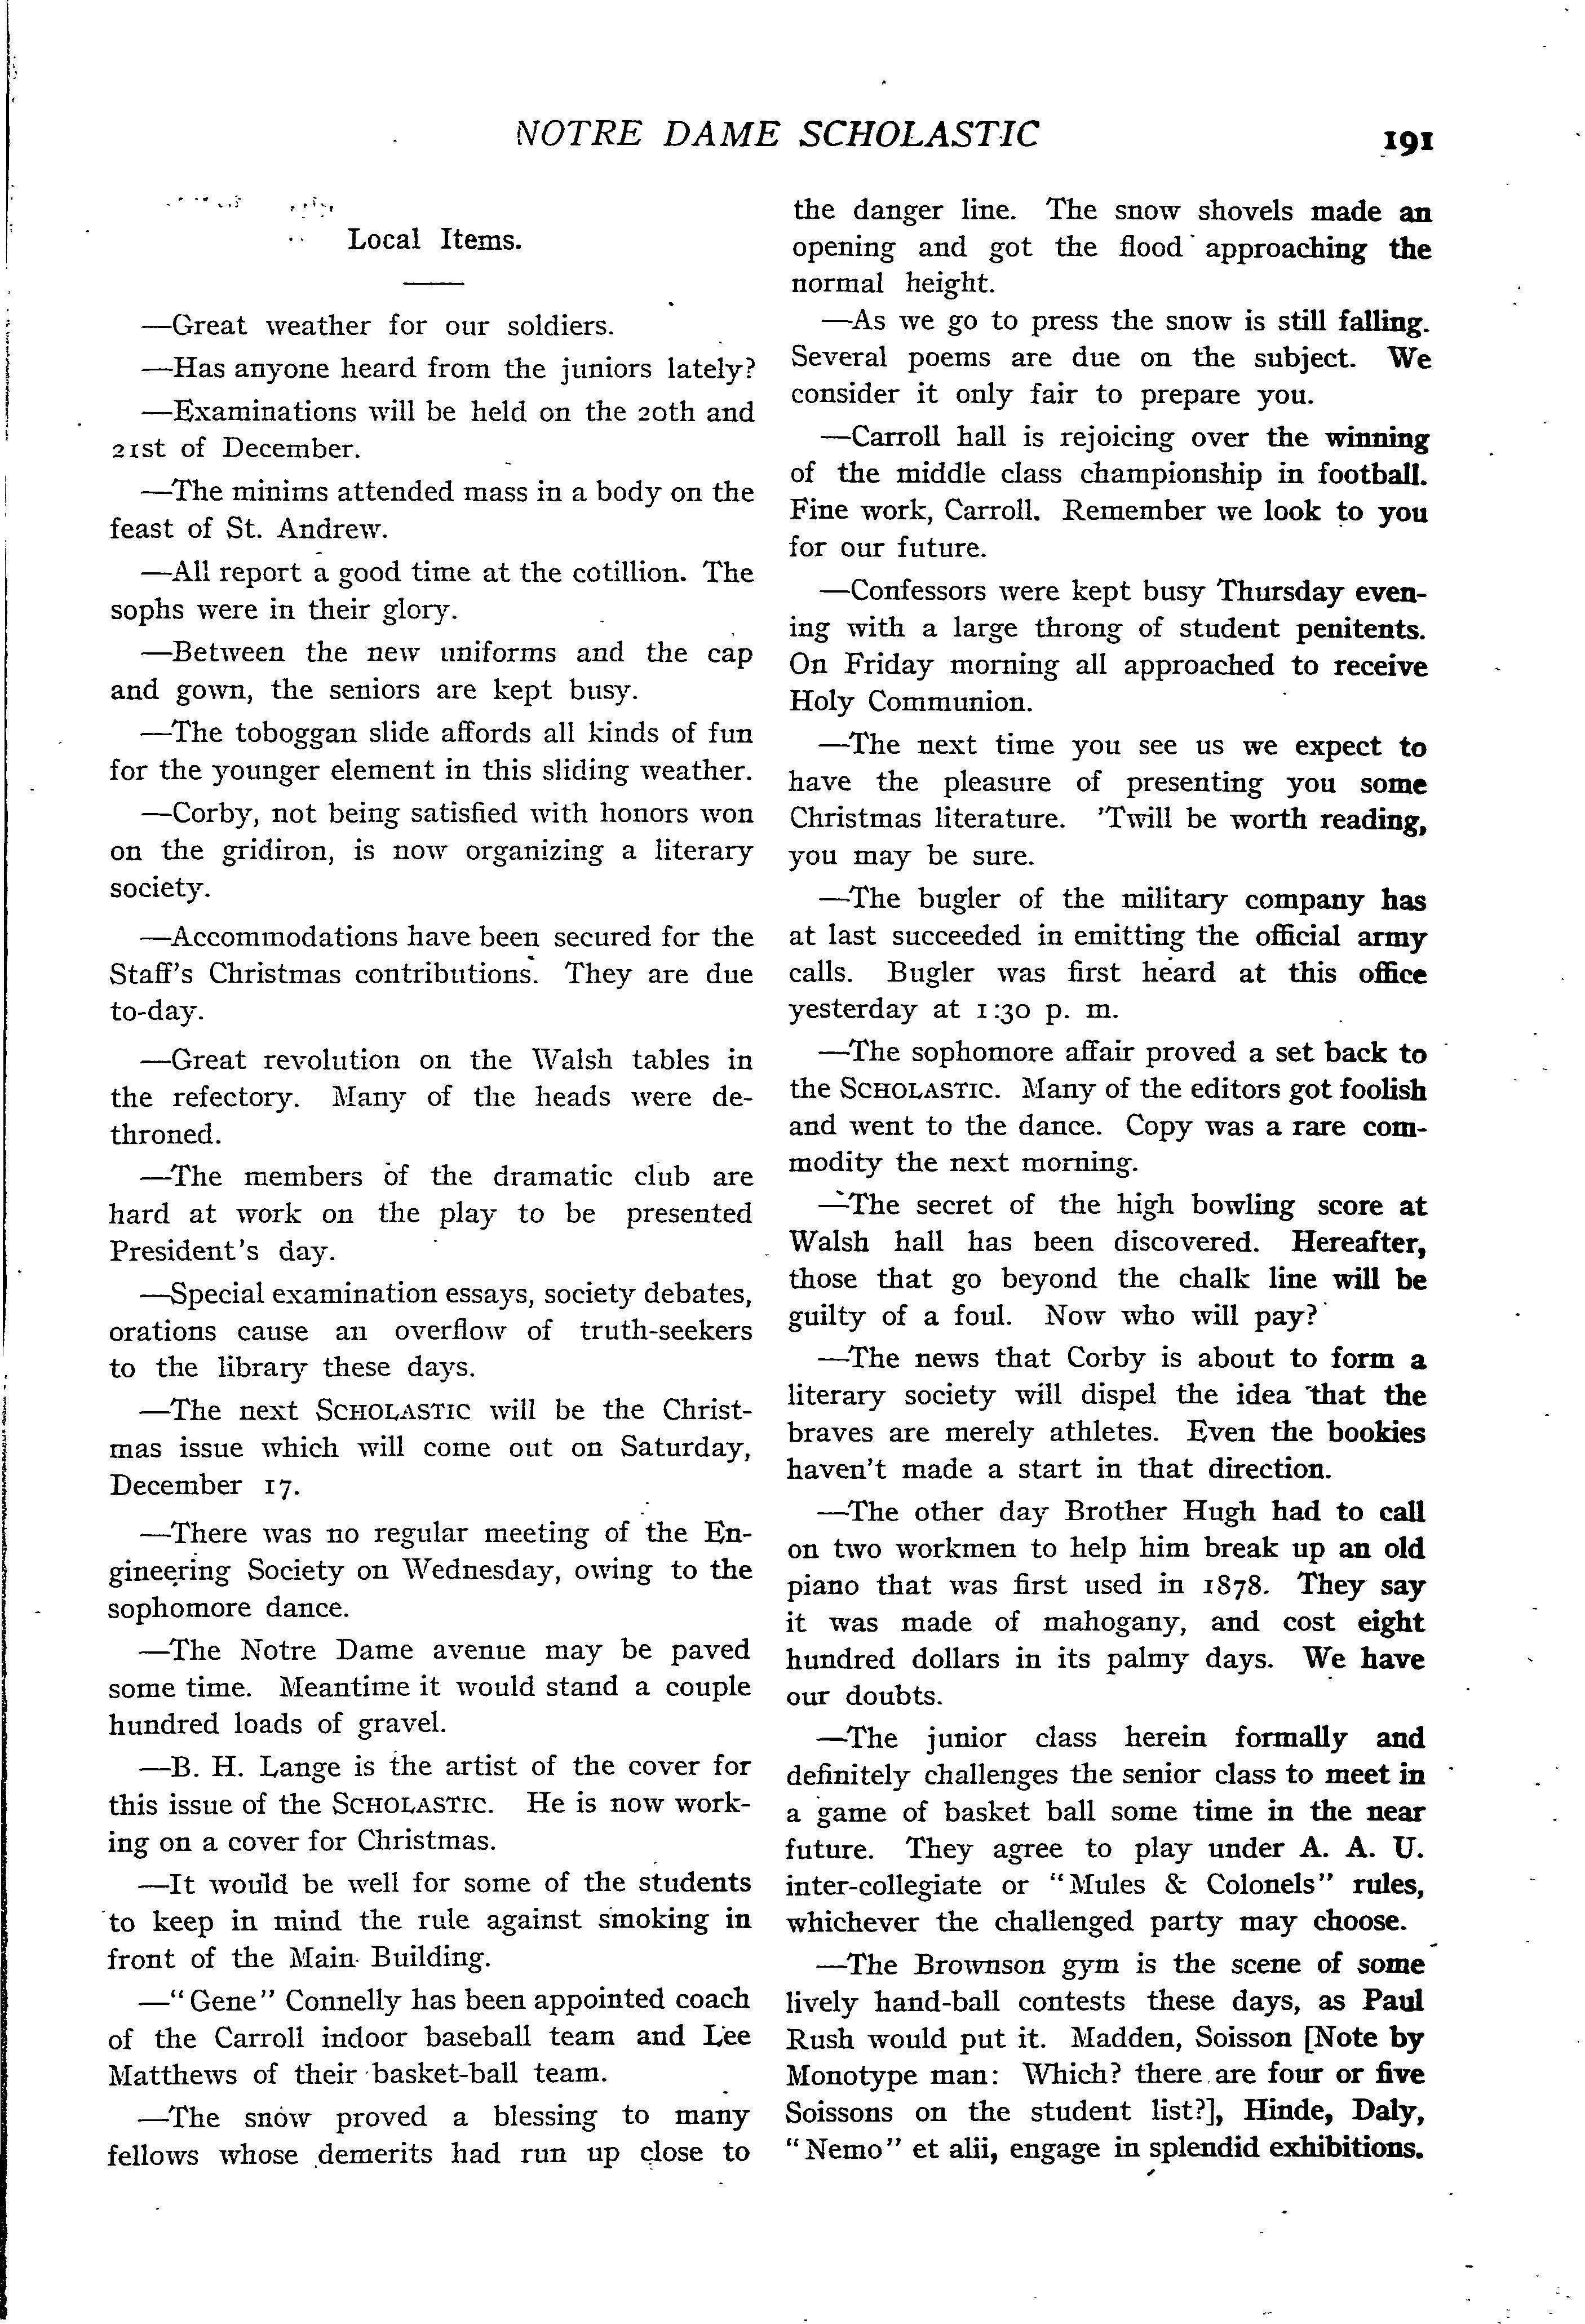 NOTRE DAME SCHOLASTIC
191
Local Items.
—Great weather for our soldiers.
—Has anyone heard from the juniors lately?
—Examinations will be held on the 20th and
21st of December.
—The minims attended mass in a body on the
feast of St. Andrew.
—All report a good time at the cotillion. The
sophs were in their glory.
—Between the new uniforms and the cap
and gown, the seniors are kept busy.
—The toboggan slide affords all kinds of fun
for the younger element in this sliding weather.
—Corby, not being satisfied with honors won
on the gridiron, is now organizing a literary
society.
—Accommodations have been secured for the
Staff's Christmas contributions. They are due
to-day.
—Great revolution on the Walsh tables in
the refectory. Many of the heads were de-
throned.
—The members of the dramatic club are
hard at work on the play to be presented
President's day.
—Special examination essays, society debates,
orations cause an overflow of truth-seekers
to the library these days.
—The next SCHOLASTIC will be the Christ-
mas issue which will come out on Saturday,
December 17.
—There was no regular meeting of the En-
gineering Society on Wednesday, owing to the
sophomore dance.
—The Notre Dame avenue may be paved
some time. Meantime it would stand a couple
hundred loads of gravel.
—B. H. Lange is the artist of the cover for
this issue of the SCHOLASTIC. He is now work-
ing on a cover for Christmas.
—It would be well for some of the students
to keep in mind the rule against smoking in
front of the Main Building.
—"Gene" Connelly has been appointed coach
of the Carroll indoor baseball team and Lee
Matthews of their basket-ball team.
—The snow proved a blessing to many
fellows whose demerits had run up close to
the danger line. The snow shovels made an
opening and got the flood approaching the
normal height.
—As we go to press the snow is still falling.
Several poems are due on the subject. We
consider it only fair to prepare you.
—Carroll hall is rejoicing over the winning
of the middle class championship in football.
Fine work, Carroll. Remember we look to you
for our future.
—Confessors were kept busy Thursday even-
ing with a large throng of student penitents.
On Friday morning all approached to receive
Holy Communion.
—The next time you see us we expect to
have the pleasure of presenting you some
Christmas literature. 'Twill be worth reading,
you may be sure.
—The bugler of the military company has
at last succeeded in emitting the official army
calls. Bugler was first heard at this office
yesterday at 1:30 p. m.
—The sophomore affair proved a set back to
the SCHOLASTIC. Many of the editors got foolish
and went to the dance. Copy was a rare com-
modity the next morning.
—The secret of the high bowling score at
Walsh hall has been discovered. Hereafter,
those that go beyond the chalk line will be
guilty of a foul. Now who will pay?
—The news that Corby is about to form a
literary society will dispel the idea that the
braves are merely athletes. Even the bookies
haven't made a start in that direction.
—The other day Brother Hugh had to call
on two workmen to help him break up an old
piano that was first used in 1878. They say
it was made of mahogany, and cost eight
hundred dollars in its palmy days. We have
our doubts.
—The junior class herein formally and
definitely challenges the senior class to meet in
a game of basket ball some time in the near
future. They agree to play under A. A. U.
inter-collegiate or "Mules & Colonels" rules,
whichever the challenged party may choose.
—The Brownson gym is the scene of some
lively hand-ball contests these days, as Paul
Rush would put it. Madden, Soisson [Note by
Monotype man: Which? there are four or five
Soissons on the student list?], Hinde, Daly,
"Nemo" et alii, engage in splendid exhibitions.